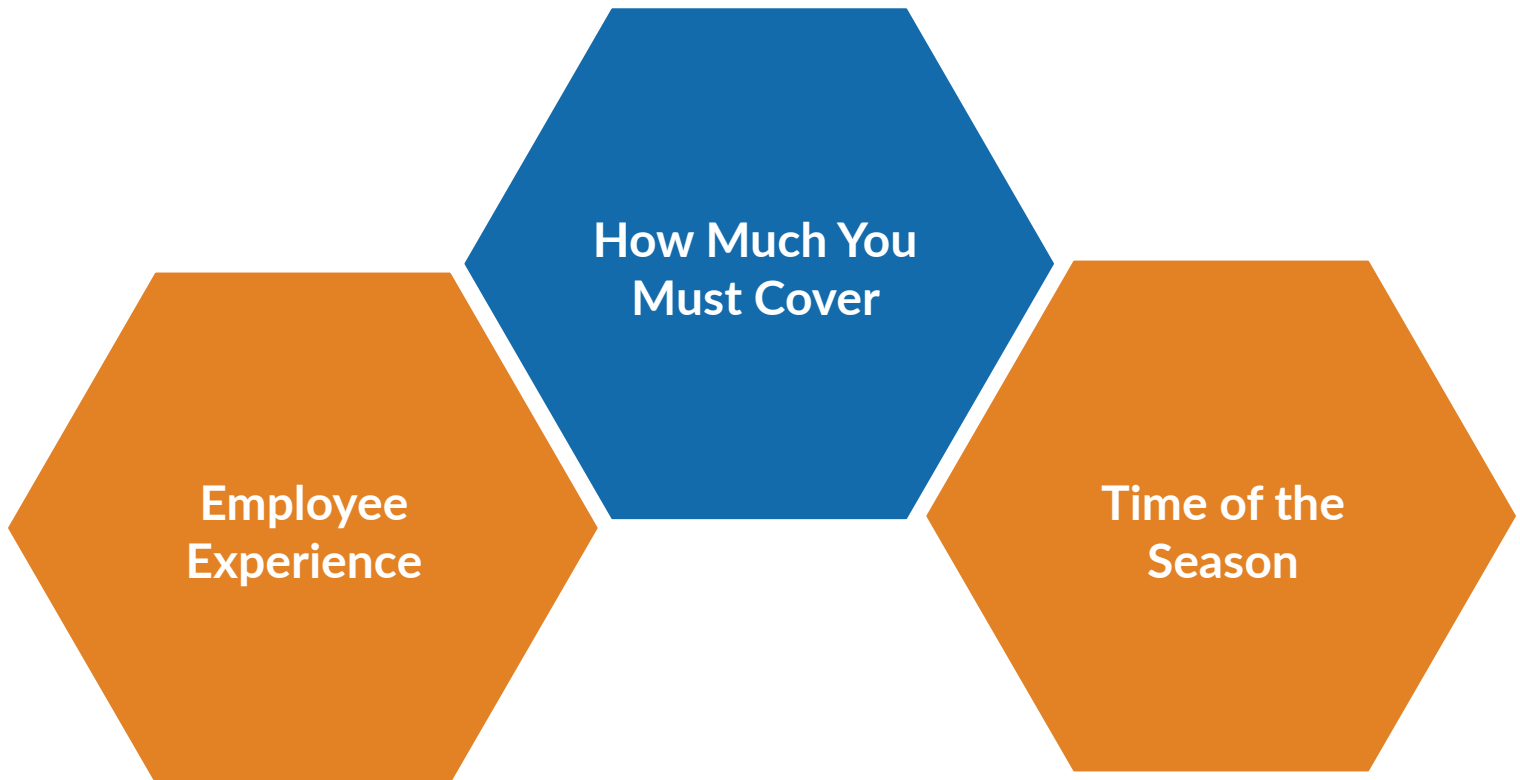 How Much You
Must Cover
Employee
Experience
Time of the
Season